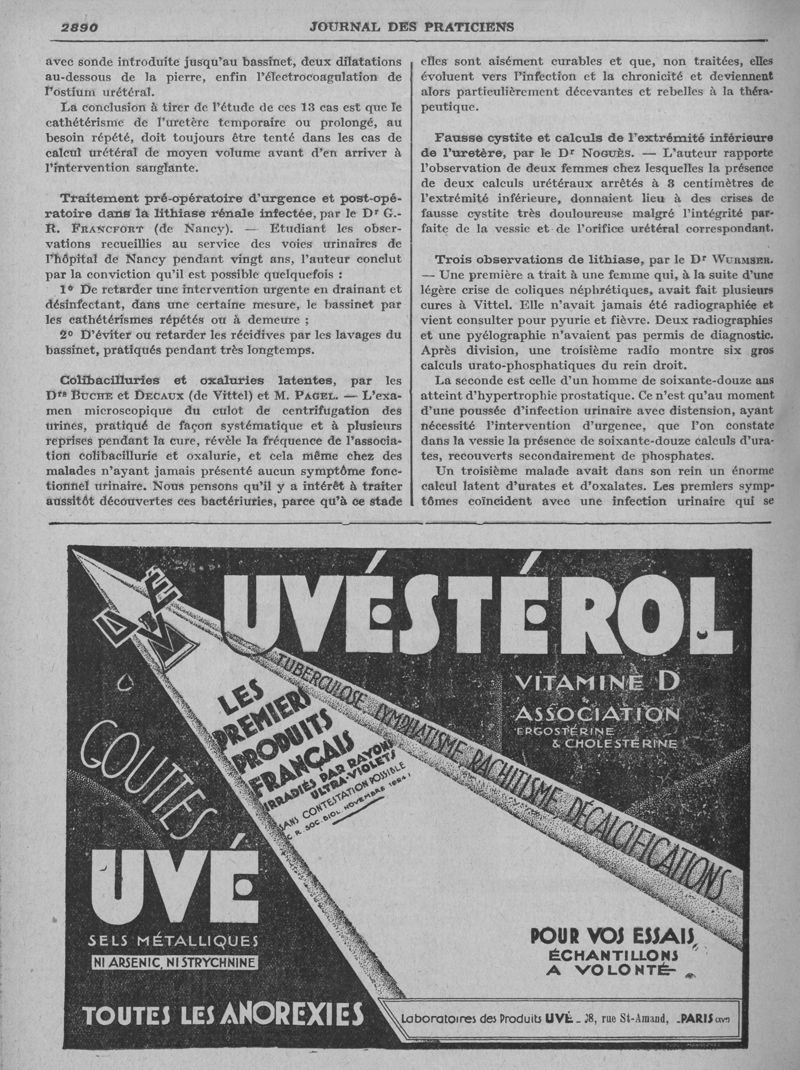 2890
JOURNAL DES PRATICIENS
avec sonde introduite jusqu'au bassinet, deux dilatations
au-dessous de la pierre, enfin l'électrocoagulation de
l'ostium urétéral.
La conclusion à tirer de l'étude de ces 13 cas est que le
cathétérisme de l'uretère temporaire ou prolongé, au
besoin répété, doit toujours être tenté dans les cas de
calcul urétéral de moyen volume avant d'en arriver à
l'intervention sanglante.
Traitement pré-opératoire d'urgence et post-opé-
ratoire dans la lithiase rénale infectée, par le Dr G.-
R. FRANCFORT (de Nancy). — Etudiant les obser-
vations recueillies au service des voies urinaires de
l'hôpital de Nancy pendant vingt ans, l'auteur conclut
par la conviction qu'il est possible quelquefois :
1° De retarder une intervention urgente en drainant et
désinfectant, dans une certaine mesure, le bassinet par
les cathétérismes répétés ou à demeure ;
2° D'éviter ou retarder les récidives par les lavages du
bassinet, pratiqués pendant très longtemps.
Colibacilluries et oxaluries latentes, par les
Drs BUCHE et DECAUX (de Vittel) et M. PAGEL. — L'exa-
men microscopique du culot de centrifugation des
urines, pratiqué de façon systématique et à plusieurs
reprises pendant la cure, révèle la fréquence de l'associa-
tion colibacillurie et oxalurie, et cela même chez des
malades n'ayant jamais présenté aucun symptôme fonc-
tionnel urinaire. Nous pensons qu'il y a intérêt à traiter
aussitôt découvertes ces bactériuries, parce qu'à ce stade
elles sont aisément curables et que, non traitées, elles
évoluent vers l'infection et la chronicité et deviennent
alors particulièrement décevantes et rebelles à la théra-
peutique.
Fausse cystite et calculs de l'extrémité inférieure
de l'uretère, par le Dr NOGUÈS. — L'auteur rapporte
l'observation de deux femmes chez lesquelles la présence
de deux calculs urétéraux arrêtés à 3 centimètres de
l'extrémité inférieure, donnaient lieu à des crises de
fausse cystite très douloureuse malgré l'intégrité par-
faite de la vessie et de l'orifice urétéral correspondant.
Trois observations de lithiase, par le Dr WURMSER.
— Une première a trait à une femme qui, à la suite d'une
légère crise de coliques néphrétiques, avait fait plusieurs
cures à Vittel. Elle n'avait jamais été radiographiée et
vient consulter pour pyurie et fièvre. Deux radiographies
et une pyélographie n'avaient pas permis de diagnostic.
Après division, une troisième radio montre six gros
calculs urato-phosphatiques du rein droit.
La seconde est celle d'un homme de soixante-douze ans
atteint d'hypertrophie prostatique. Ce n'est qu'au moment
d'une poussée d'infection urinaire avec distension, ayant
nécessité l'intervention d'urgence, que l'on constate
dans la vessie la présence de soixante-douze calculs d'ura-
tes, recouverts secondairement de phosphates.
Un troisième malade avait dans son rein un énorme
calcul latent d'urates et d'oxalates. Les premiers symp-
tômes coïncident avec une infection urinaire qui se
UVÉSTÉROL
VITAMINE D
&
ASSOCIATION
ERGOSTÉRINE
& CHOLESTÉRINE
TUBERCULOSE, LYMPHATISME, RACHITISME, DÉCALCIFICATIONS
LES
PREMIERS
PRODUITS
FRANÇAIS
IRRADIÉS PAR RAYONS
ULTRA-VIOLETS
SANS CONTESTATION POSSIBLE
(C. R. SOC. BIOL. NOVEMBRE 1924)
GOUTTES
UVÉ
SELS MÉTALLIQUES
NI ARSENIC, NI STRYCHNINE
TOUTES LES ANOREXIES
POUR VOS ESSAIS,
ÉCHANTILLONS
A VOLONTÉ
Laboratoires des Produits UVÉ - 28, rue St-Amand, -PARIS (XVe)